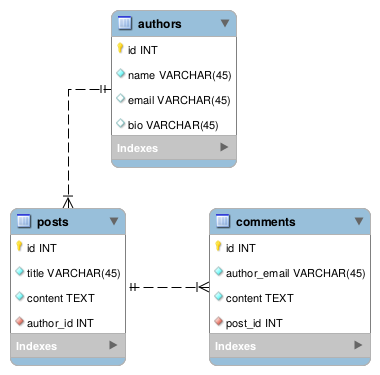 authors
id INT
name VARCHAR(45)
email VARCHAR(45)
bio VARCHAR(45)
Indexes
posts
id INT
title VARCHAR(45)
content TEXT
author_id INT
Indexes
comments
id INT
author_email VARCHAR(45)
content TEXT
post_id INT
Indexes